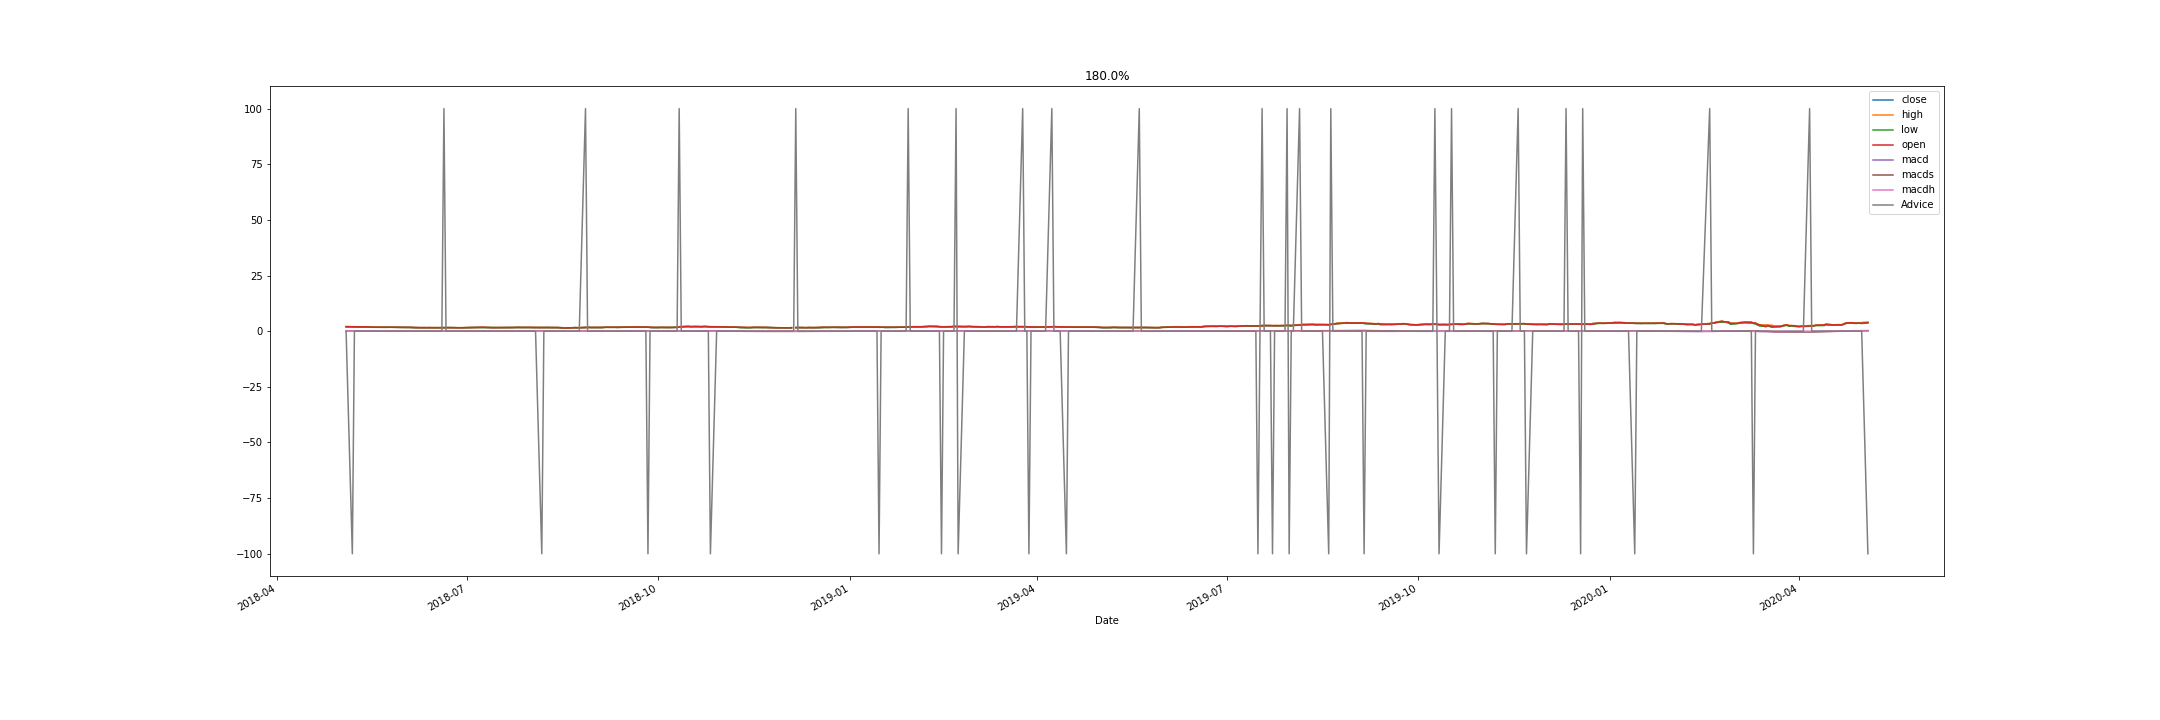 180.0%
100
75
50
25
0
−25
−50
−75
−100
close
high
low
open
macd
macds
macdh
Advice
2018-04
2018-07
2018-10
2019-01
2019-04
2019-07
2019-10
2020-01
2020-04
Date